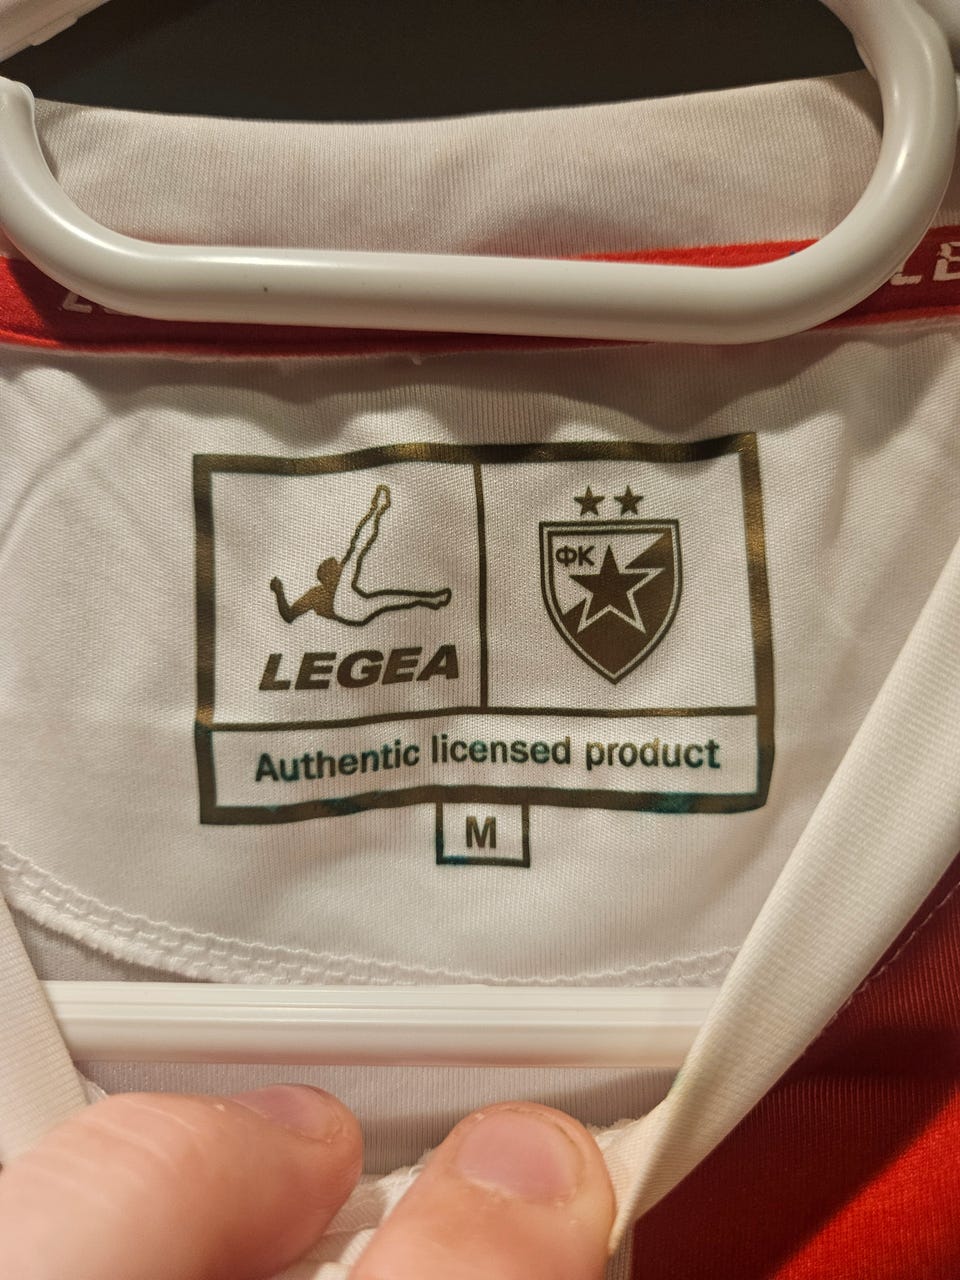 LEGEA
ФК
Authentic licensed product
M